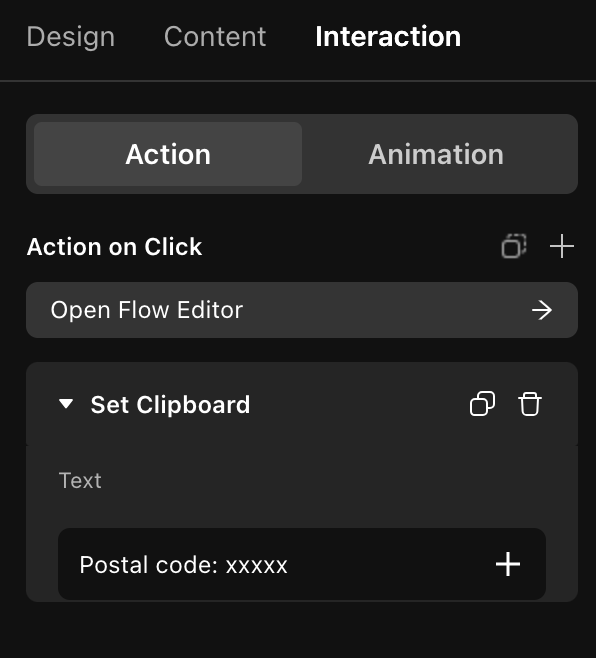 Design Content Interaction
Action Animation
Action on Click
Open Flow Editor
Set Clipboard
Text
Postal code: xxxxx